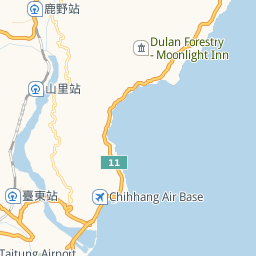 鹿野站
Dulan Forestry
- Moonlight Inn
山里站
11
臺東站
Chihhang Air Base
Taitung Airport